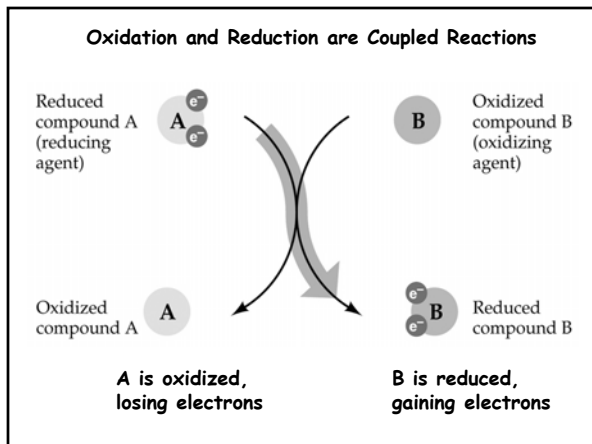 Oxidation and Reduction are Coupled Reactions
Reduced
compound A
(reducing
agent)
A
e−
e−
B
Oxidized
compound B
(oxidizing
agent)
Oxidized
compound A
A
e−
e−
B
Reduced
compound B
A is oxidized,
losing electrons
B is reduced,
gaining electrons